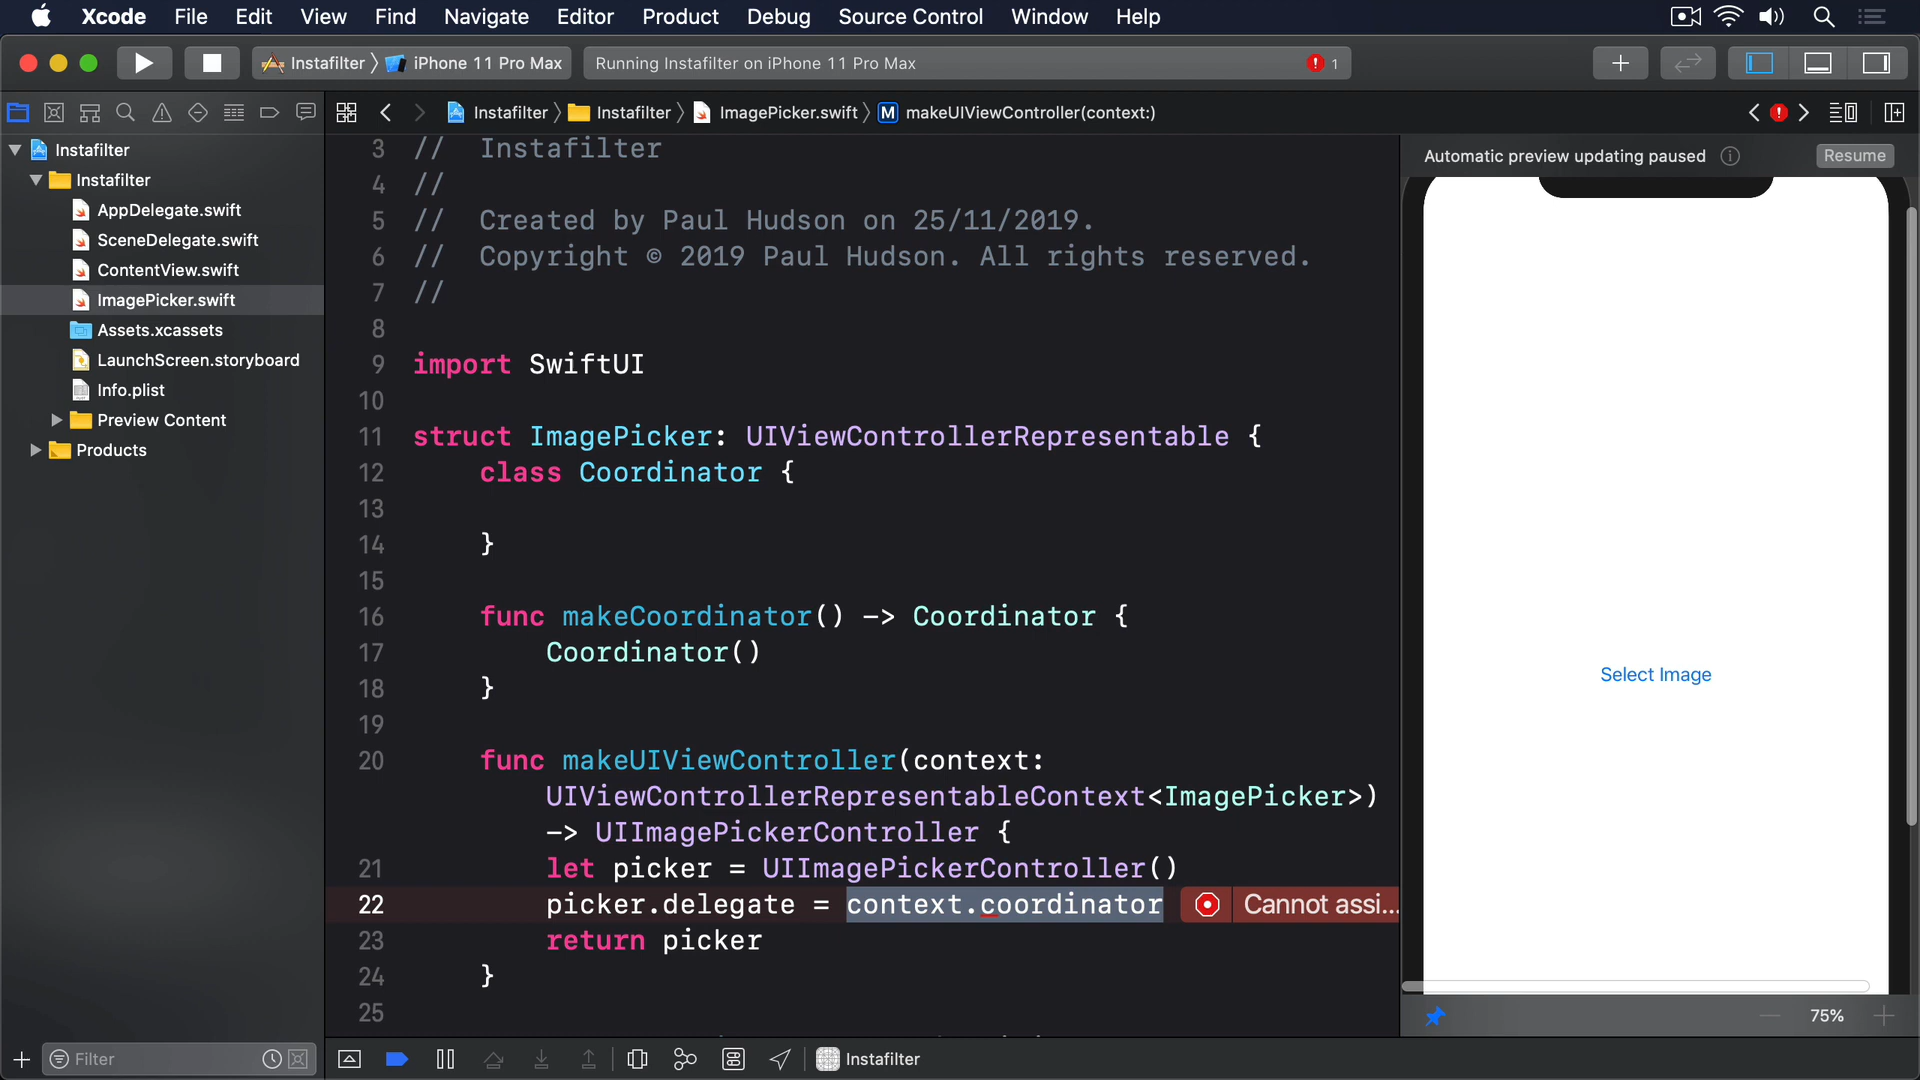 Xcode File Edit View Find Navigate Editor Product Debug Source Control Window Help
Instafilter iPhone 11 Pro Max Running Instafilter on iPhone 11 Pro Max 1
Instafilter Instafilter ImagePicker.swift M makeUIViewController(context:)
Instafilter
Instafilter
AppDelegate.swift
SceneDelegate.swift
ContentView.swift
ImagePicker.swift
Assets.xcassets
LaunchScreen.storyboard
Info.plist
Preview Content
Products
Filter
3 //  Instafilter
4 //
5 //  Created by Paul Hudson on 25/11/2019.
6 //  Copyright © 2019 Paul Hudson. All rights reserved.
7 //
8
9 import SwiftUI
10
11 struct ImagePicker: UIViewControllerRepresentable {
12 class Coordinator {
13
14 }
15
16 func makeCoordinator() -> Coordinator {
17 Coordinator()
18 }
19
20 func makeUIViewController(context:
UIViewControllerRepresentableContext<ImagePicker>)
-> UIImagePickerController {
21 let picker = UIImagePickerController()
22 picker.delegate = context.coordinator Cannot assi...
23 return picker
24 }
25
Instafilter
Automatic preview updating paused Resume
Select Image
75%